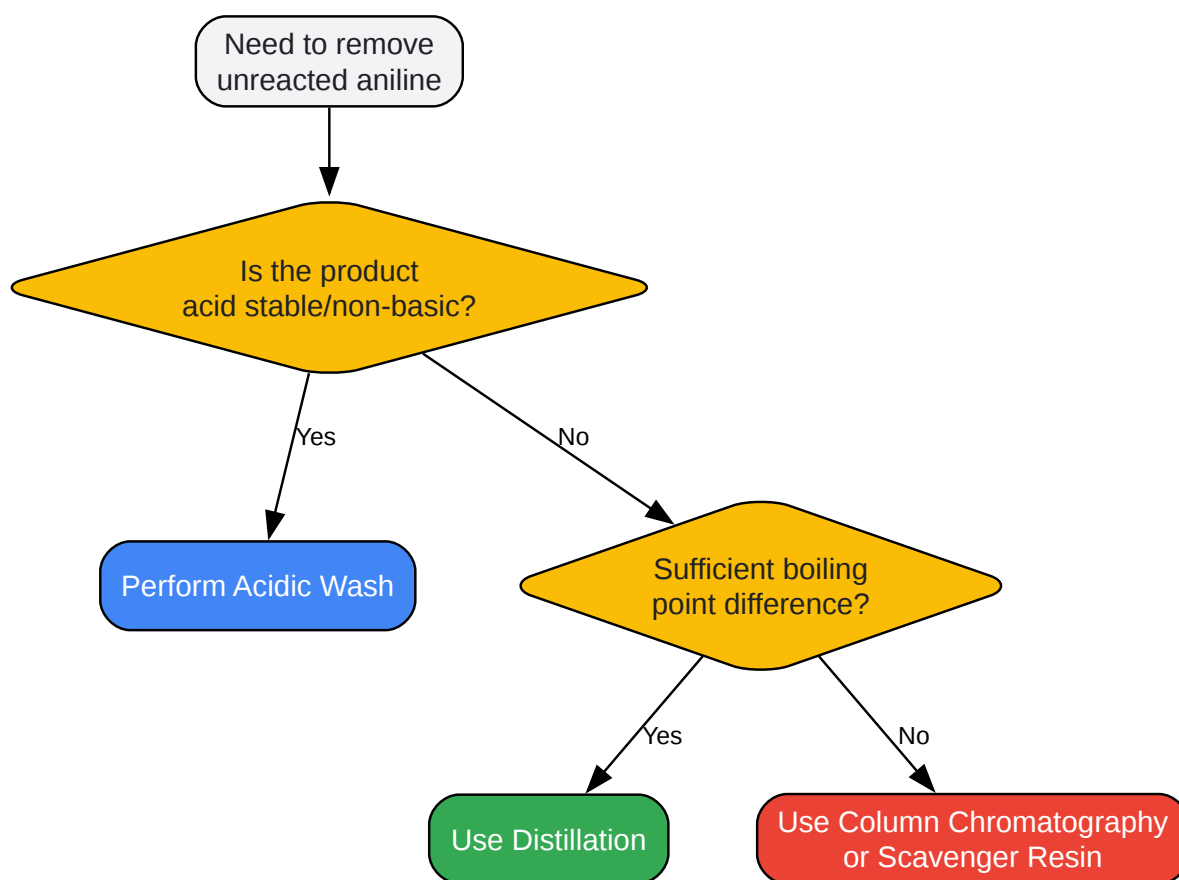 Need to remove
unreacted aniline
Is the product
acid stable/non-basic?
Yes
No
Perform Acidic Wash
Sufficient boiling
point difference?
Yes
No
Use Distillation
Use Column Chromatography
or Scavenger Resin